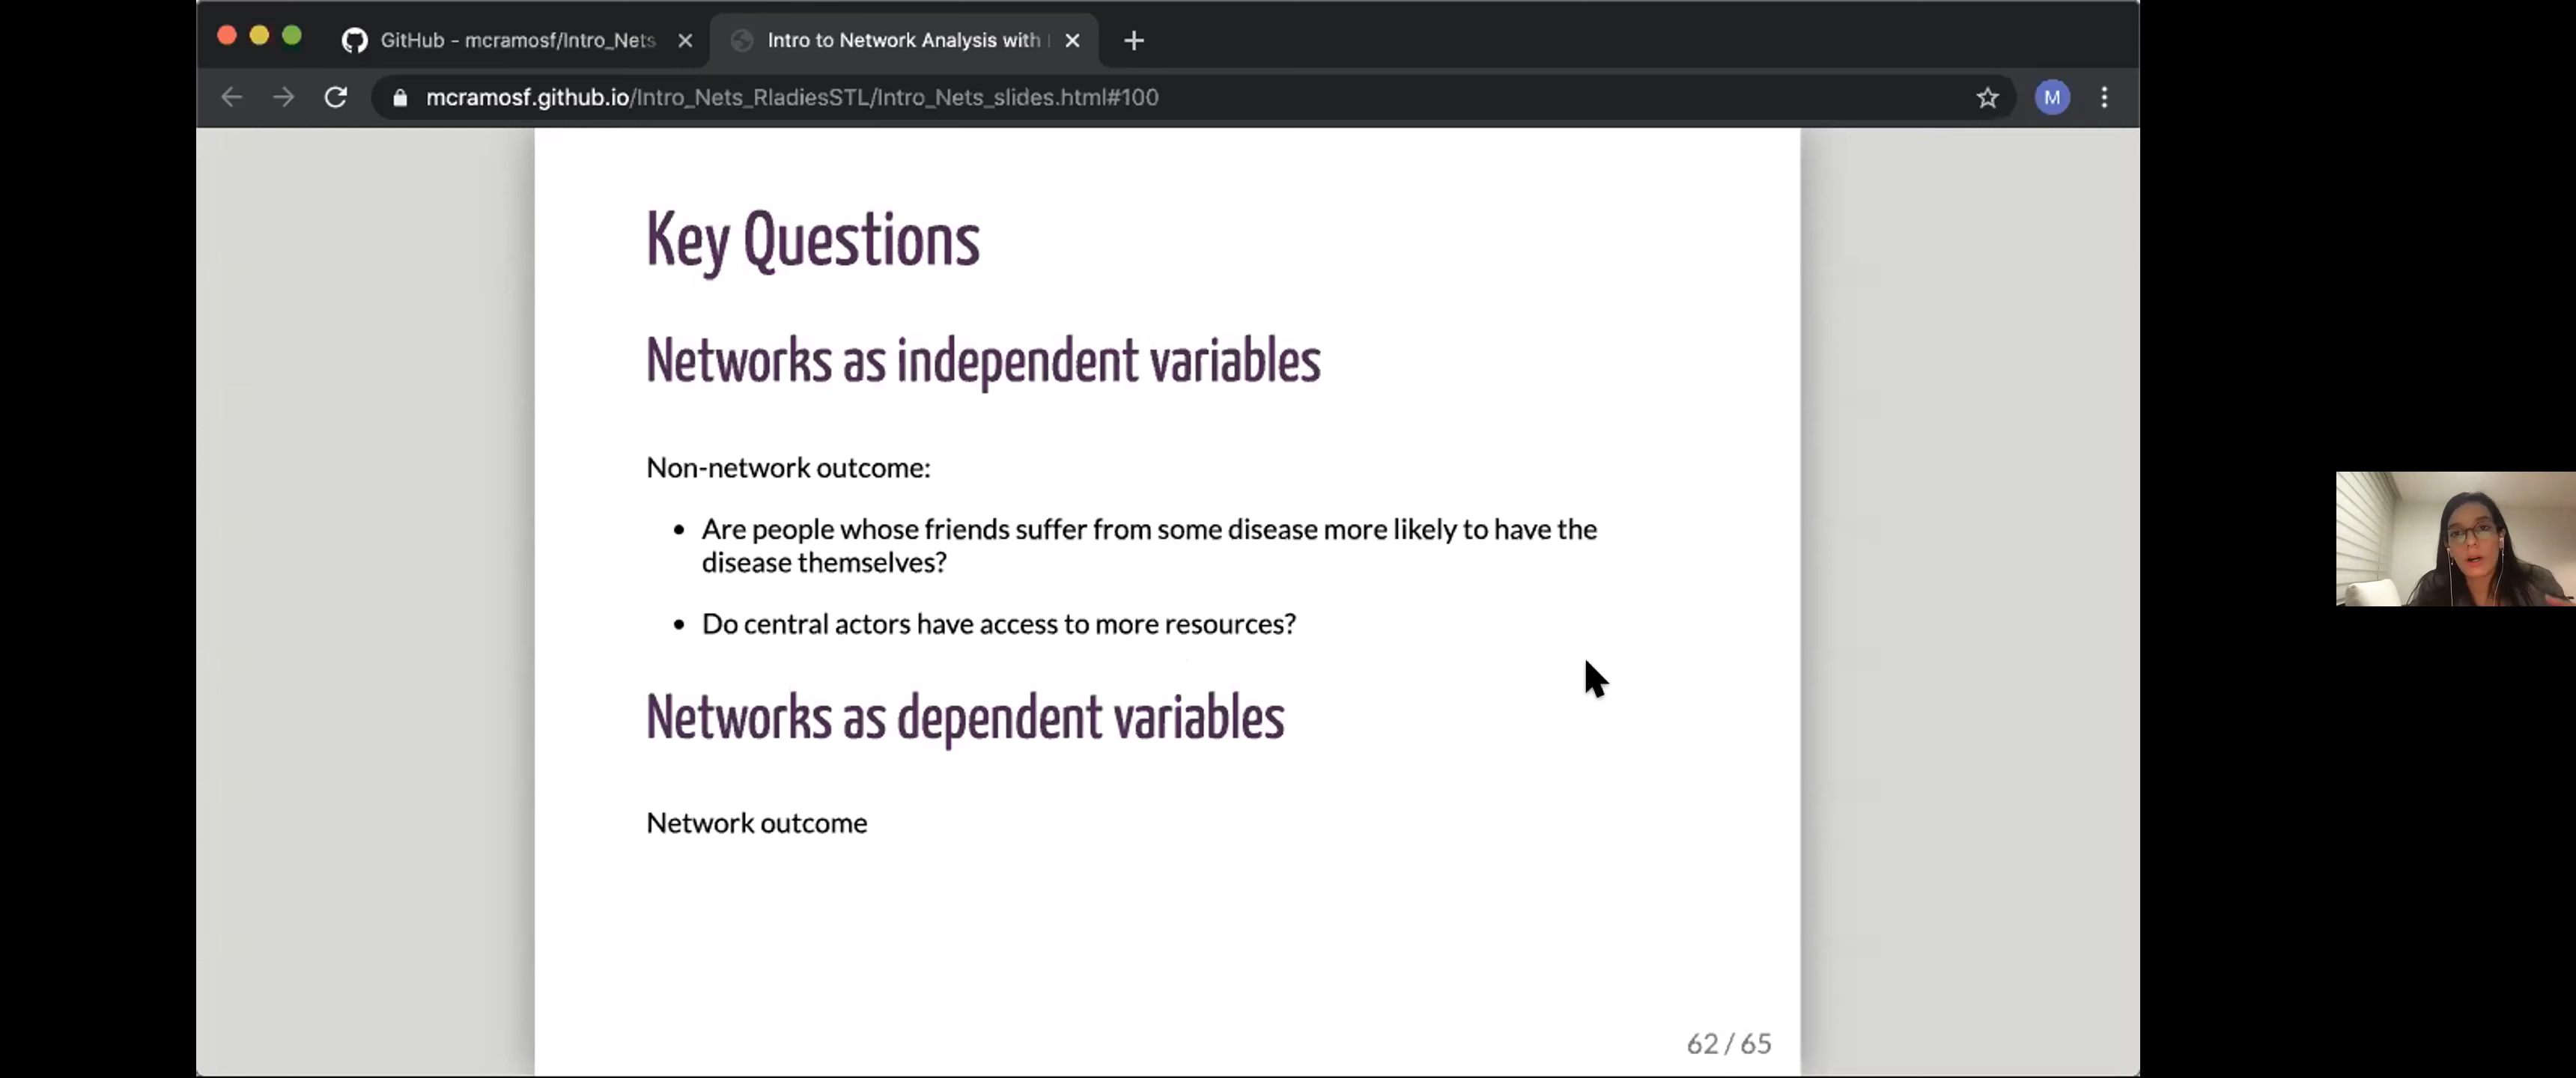 GitHub - mcramosf/Intro_Nets
Intro to Network Analysis with
mcramosf.github.io/Intro_Nets_RladiesSTL/Intro_Nets_slides.html#100
M
Key Questions
Networks as independent variables
Non-network outcome:
• Are people whose friends suffer from some disease more likely to have the
disease themselves?
• Do central actors have access to more resources?
Networks as dependent variables
Network outcome
62 / 65